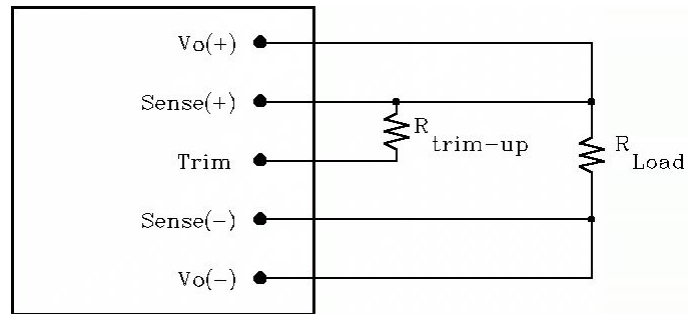 Vo(+)
Sense(+)
R
trim-up
Trim
R
Load
Sense(-)
Vo(-)